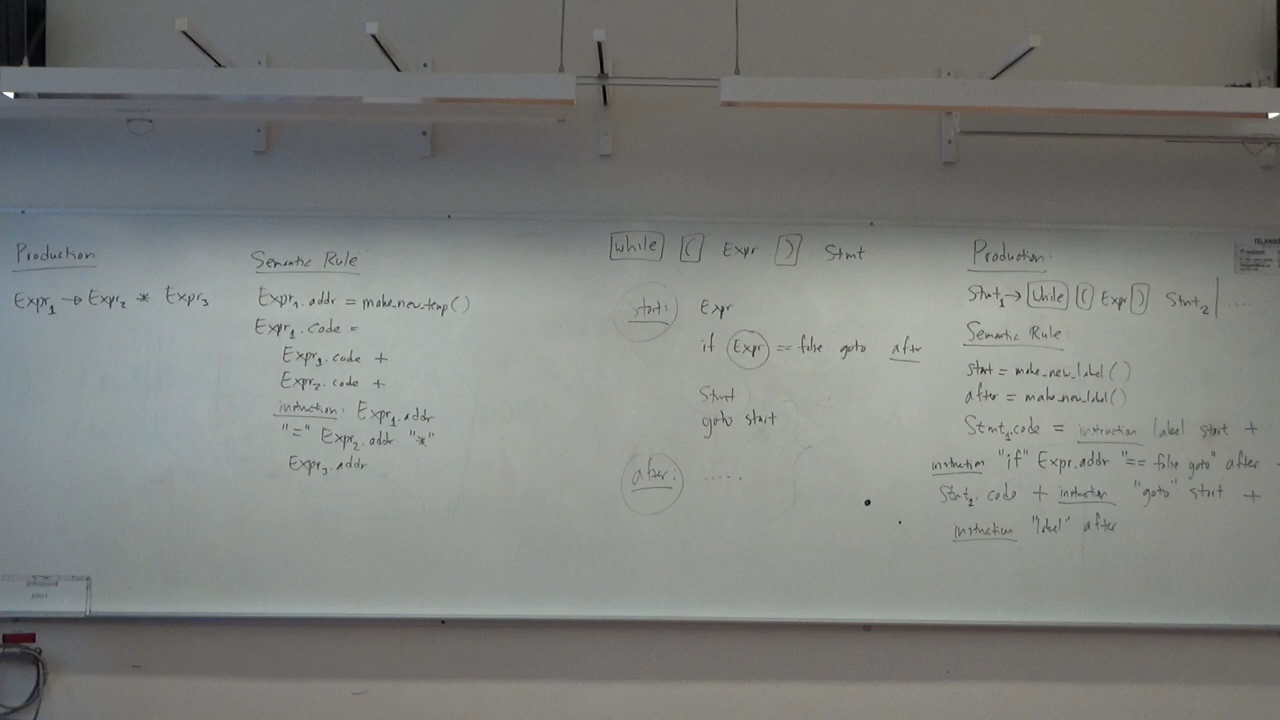 Production
Expr1 → Expr2 * Expr3
Semantic Rule
Expr1.addr = make_new_temp()
Expr1.code =
Expr1.code +
Expr2.code +
instruction: Expr1.addr
"=" Expr2.addr "*"
Expr3.addr
while ( Expr ) Stmt
start: Expr
if Expr == false goto after
Stmt
goto start
after: .....
Production:
Stmt1 → While ( Expr ) Stmt2 | ....
Semantic Rule:
start = make_new_label()
after = make_new_label()
Stmt1.code = instruction label start +
instruction "if" Expr.addr "== false goto" after +
Stmt2.code + instruction "goto" start +
instruction "label" after